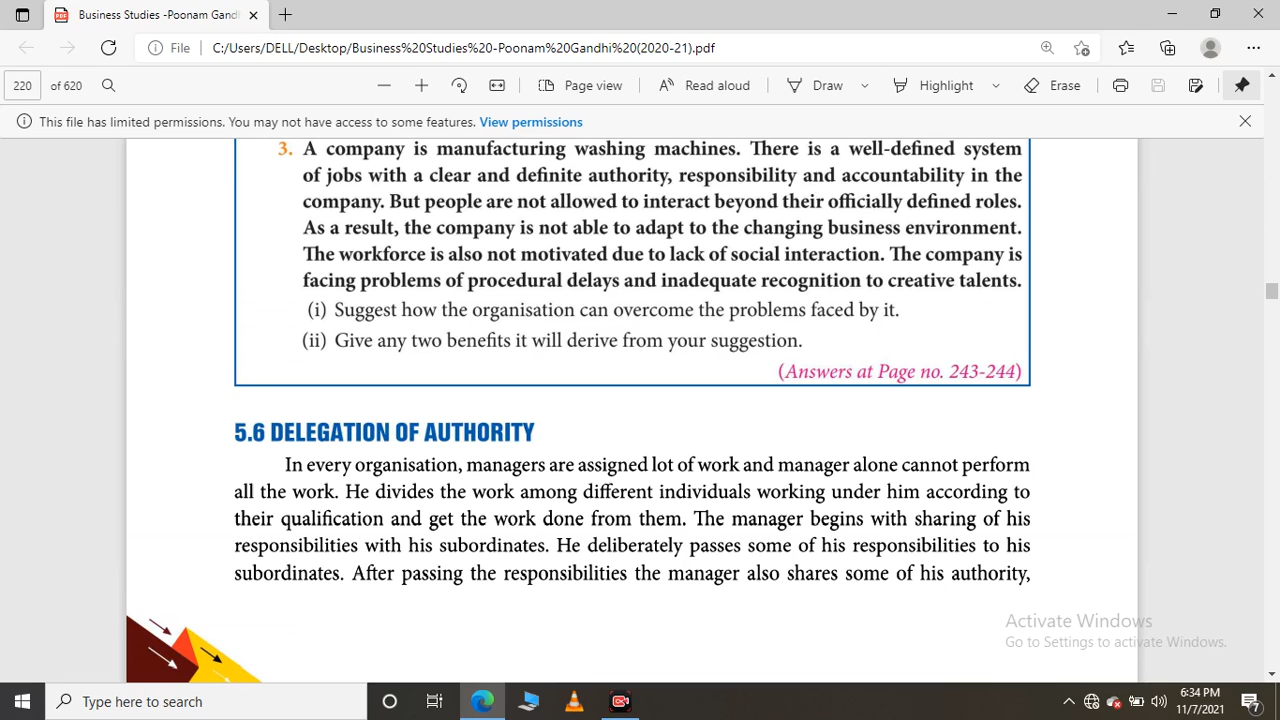 Business Studies -Poonam Gandhi
File C:/Users/DELL/Desktop/Business%20Studies%20-Poonam%20Gandhi%20(2020-21).pdf
220 of 620 Page view Read aloud Draw Highlight Erase
This file has limited permissions. You may not have access to some features. View permissions
3. A company is manufacturing washing machines. There is a well-defined system
of jobs with a clear and definite authority, responsibility and accountability in the
company. But people are not allowed to interact beyond their officially defined roles.
As a result, the company is not able to adapt to the changing business environment.
The workforce is also not motivated due to lack of social interaction. The company is
facing problems of procedural delays and inadequate recognition to creative talents.
(i) Suggest how the organisation can overcome the problems faced by it.
(ii) Give any two benefits it will derive from your suggestion.
(Answers at Page no. 243-244)
5.6 DELEGATION OF AUTHORITY
In every organisation, managers are assigned lot of work and manager alone cannot perform
all the work. He divides the work among different individuals working under him according to
their qualification and get the work done from them. The manager begins with sharing of his
responsibilities with his subordinates. He deliberately passes some of his responsibilities to his
subordinates. After passing the responsibilities the manager also shares some of his authority,
Activate Windows
Go to Settings to activate Windows.
Type here to search
6:34 PM
11/7/2021
7